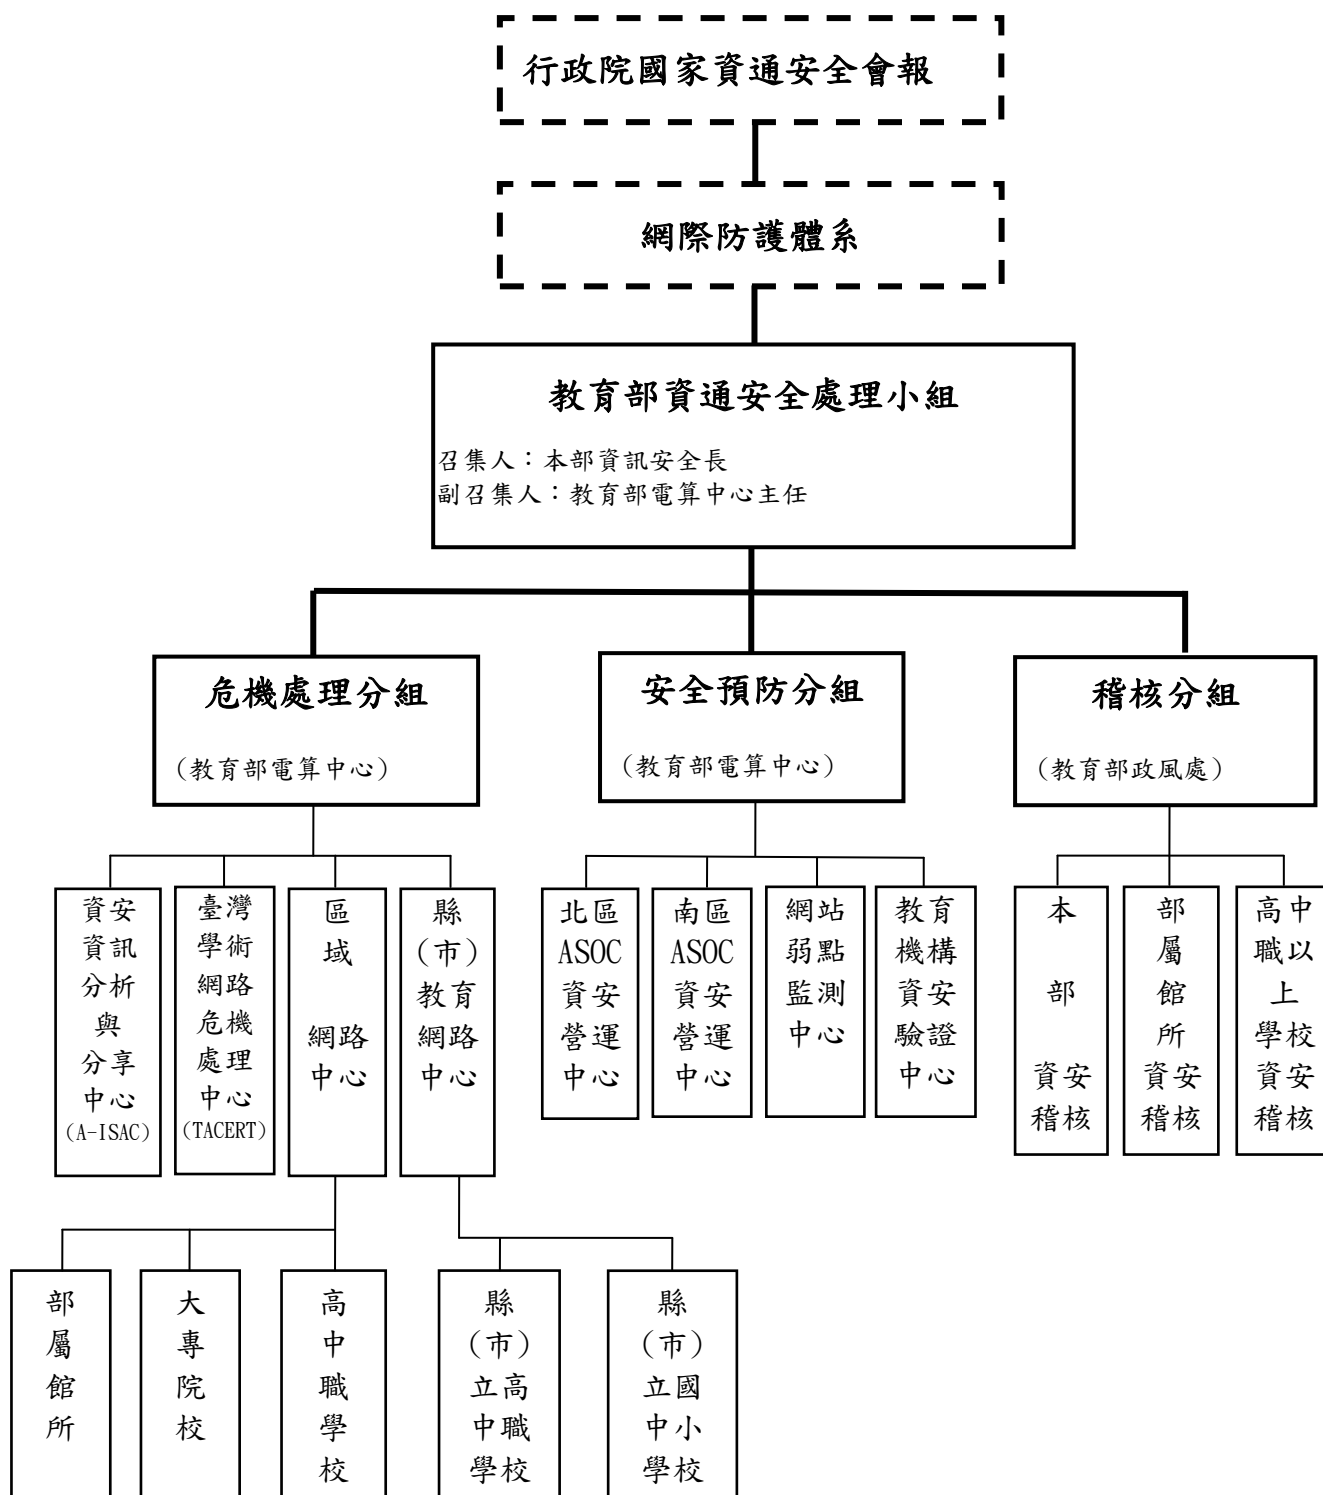 行政院國家資通安全會報
網際防護體系
教育部資通安全處理小組
召集人：本部資訊安全長
副召集人：教育部電算中心主任
危機處理分組
（教育部電算中心）
安全預防分組
（教育部電算中心）
稽核分組
（教育部政風處）
資安
資訊
分析
與
分享
中心
(A-ISAC)
臺灣
學術
網路
危機
處理
中心
(TACERT)
區
域
網路
中心
縣
（市）
教育
網路
中心
北區
ASOC
資安
營運
中心
南區
ASOC
資安
營運
中心
網站
弱點
監測
中心
教育
機構
資安
驗證
中心
本
部
資安
稽核
部
屬
館
所
資安
稽核
高中
職以
上
學校
資安
稽核
部
屬
館
所
大
專
院
校
高
中
職
學
校
縣
（市）
立高
中職
學校
縣
（市）
立國
中小
學校